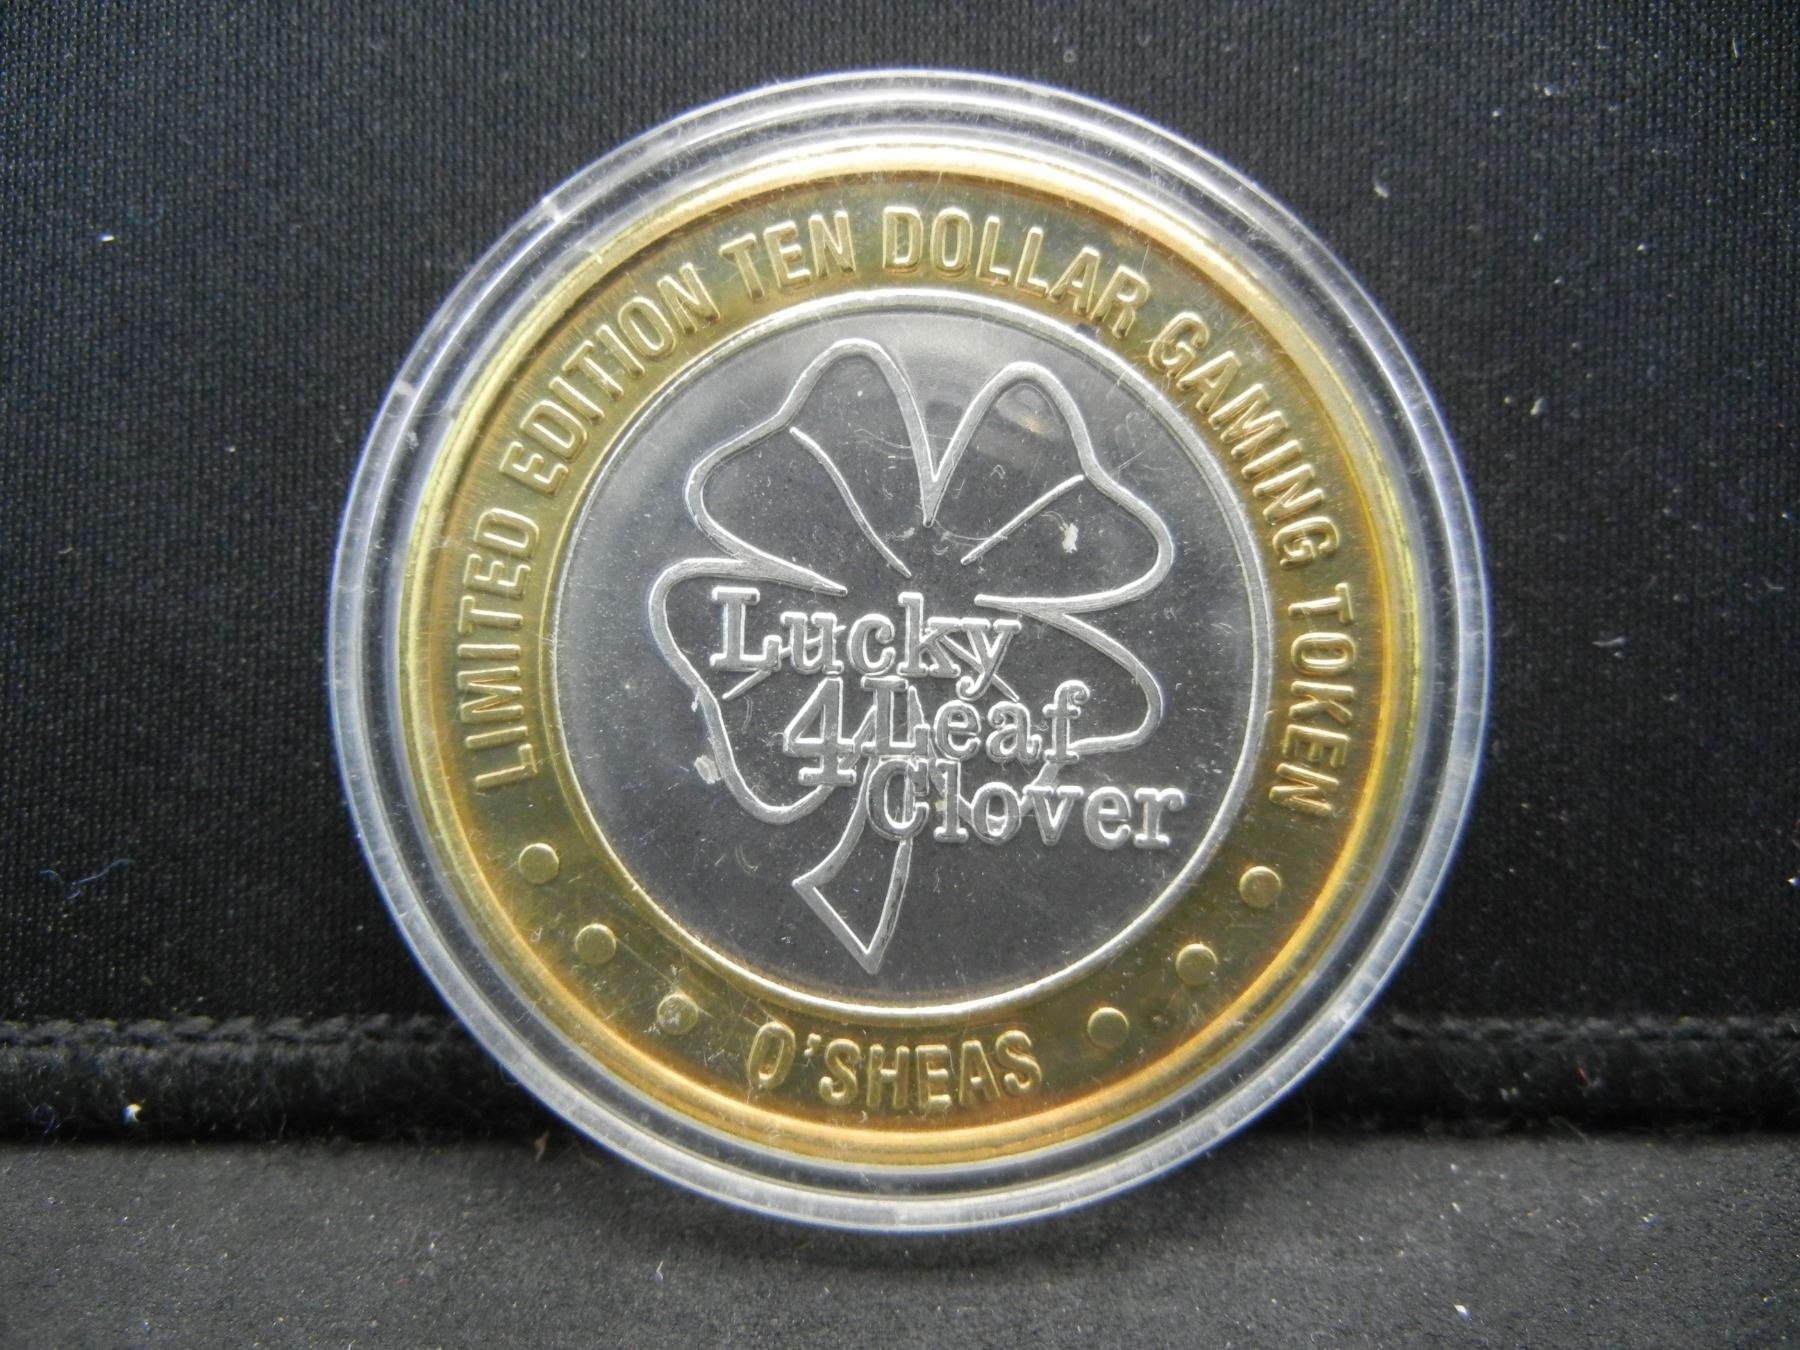 LIMITED EDITION TEN DOLLAR GAMING TOKEN
Lucky
4 Leaf
Clover
O'SHEAS